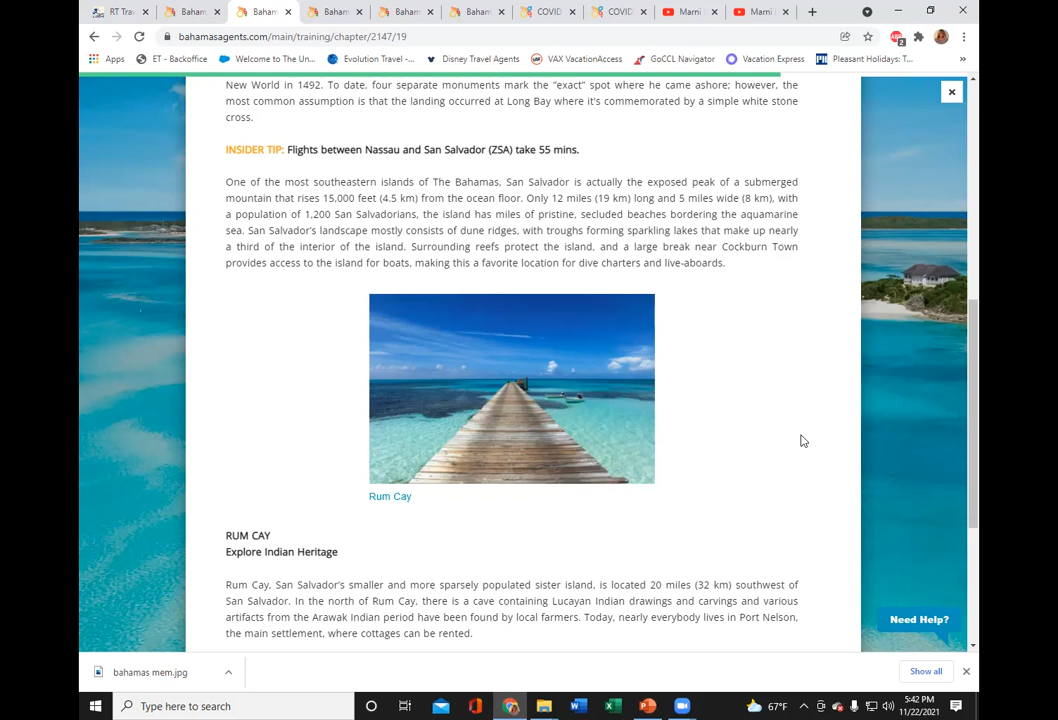 RT Trav
Baham
Baham
Baham
Baham
Baham
COVID
COVID
Marni
Marni
bahamasagents.com/main/training/chapter/2147/19
2
Apps
ET - Backoffice
Welcome to The Un...
Evolution Travel -...
Disney Travel Agents
VAX VacationAccess
GoCCL Navigator
Vacation Express
Pleasant Holidays: T...
New World in 1492. To date, four separate monuments mark the “exact” spot where he came ashore; however, the
most common assumption is that the landing occurred at Long Bay where it's commemorated by a simple white stone
cross.
INSIDER TIP: Flights between Nassau and San Salvador (ZSA) take 55 mins.
One of the most southeastern islands of The Bahamas, San Salvador is actually the exposed peak of a submerged
mountain that rises 15,000 feet (4.5 km) from the ocean floor. Only 12 miles (19 km) long and 5 miles wide (8 km), with
a population of 1,200 San Salvadorians, the island has miles of pristine, secluded beaches bordering the aquamarine
sea. San Salvador’s landscape mostly consists of dune ridges, with troughs forming sparkling lakes that make up nearly
a third of the interior of the island. Surrounding reefs protect the island, and a large break near Cockburn Town
provides access to the island for boats, making this a favorite location for dive charters and live-aboards.
Rum Cay
RUM CAY
Explore Indian Heritage
Rum Cay, San Salvador’s smaller and more sparsely populated sister island, is located 20 miles (32 km) southwest of
San Salvador. In the north of Rum Cay, there is a cave containing Lucayan Indian drawings and carvings and various
artifacts from the Arawak Indian period have been found by local farmers. Today, nearly everybody lives in Port Nelson,
the main settlement, where cottages can be rented.
Need Help?
bahamas mem.jpg
Show all
Type here to search
67°F
5:42 PM
11/22/2021